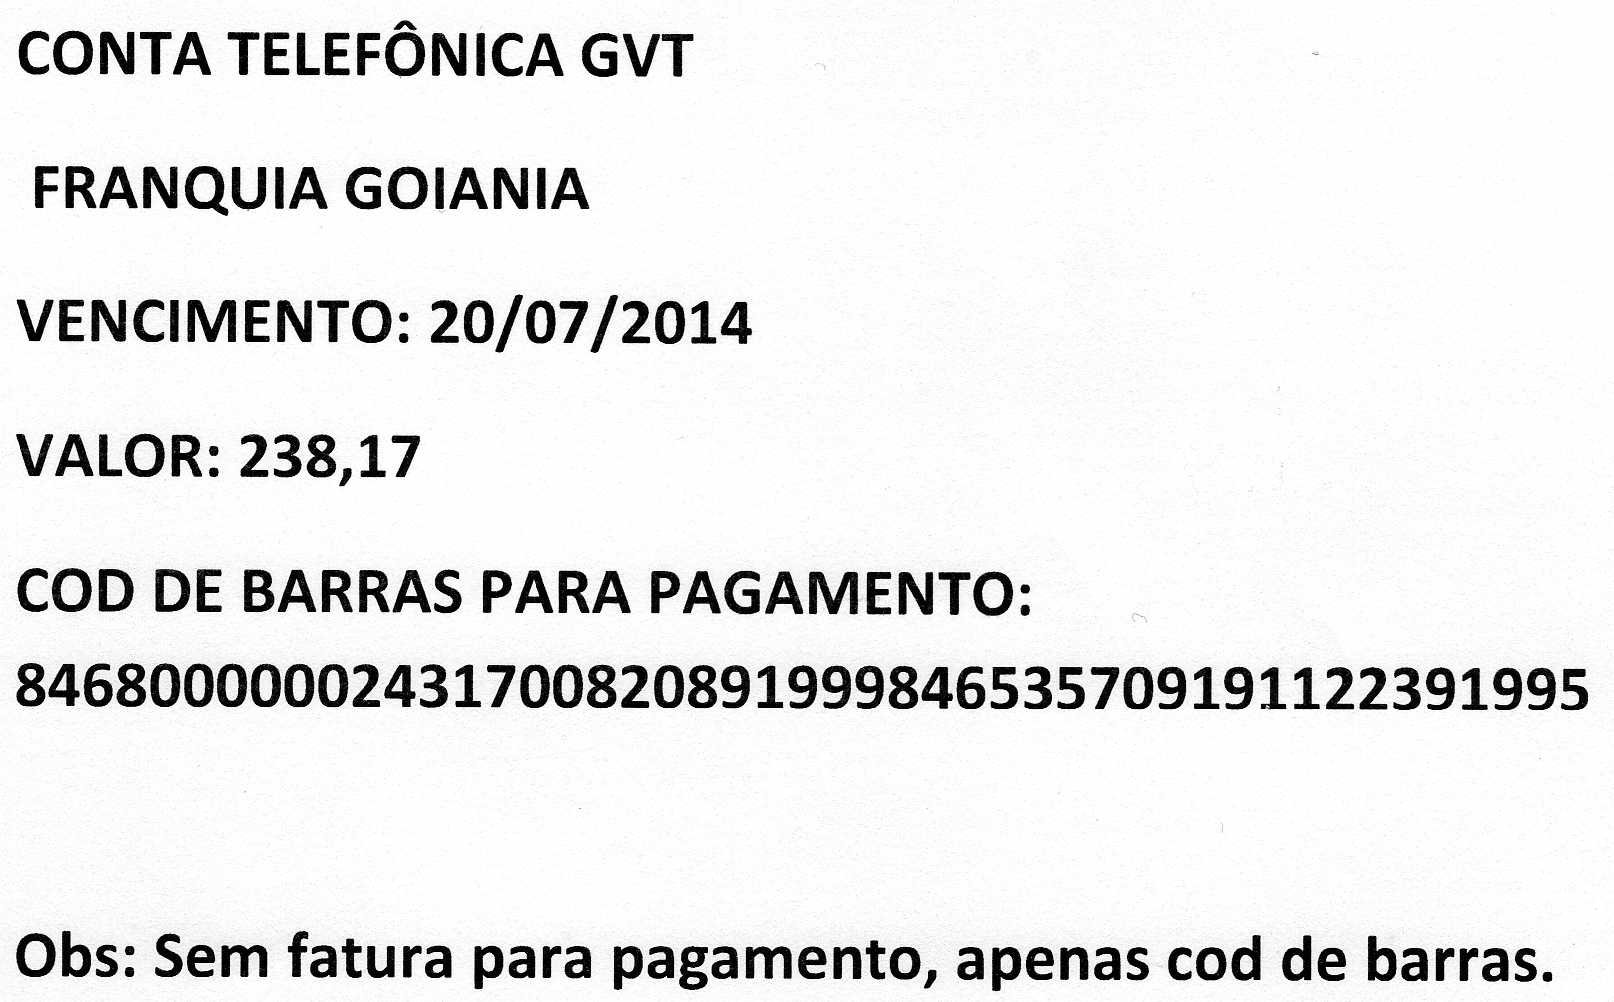 CONTA TELEFÔNICA GVT
FRANQUIA GOIANIA
VENCIMENTO: 20/07/2014
VALOR: 238,17
COD DE BARRAS PARA PAGAMENTO:
84680000002431700820891999846535709191122391995
Obs: Sem fatura para pagamento, apenas cod de barras.